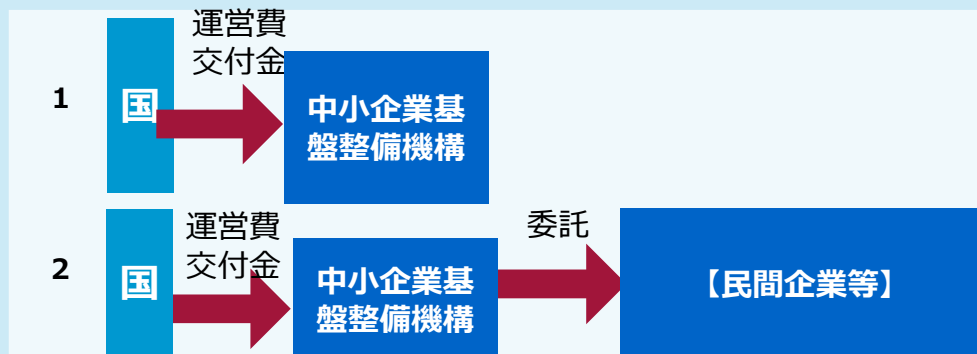 運営費
交付金
1
国
中小企業基
盤整備機構
運営費
交付金
委託
2
国
中小企業基
盤整備機構
【民間企業等】